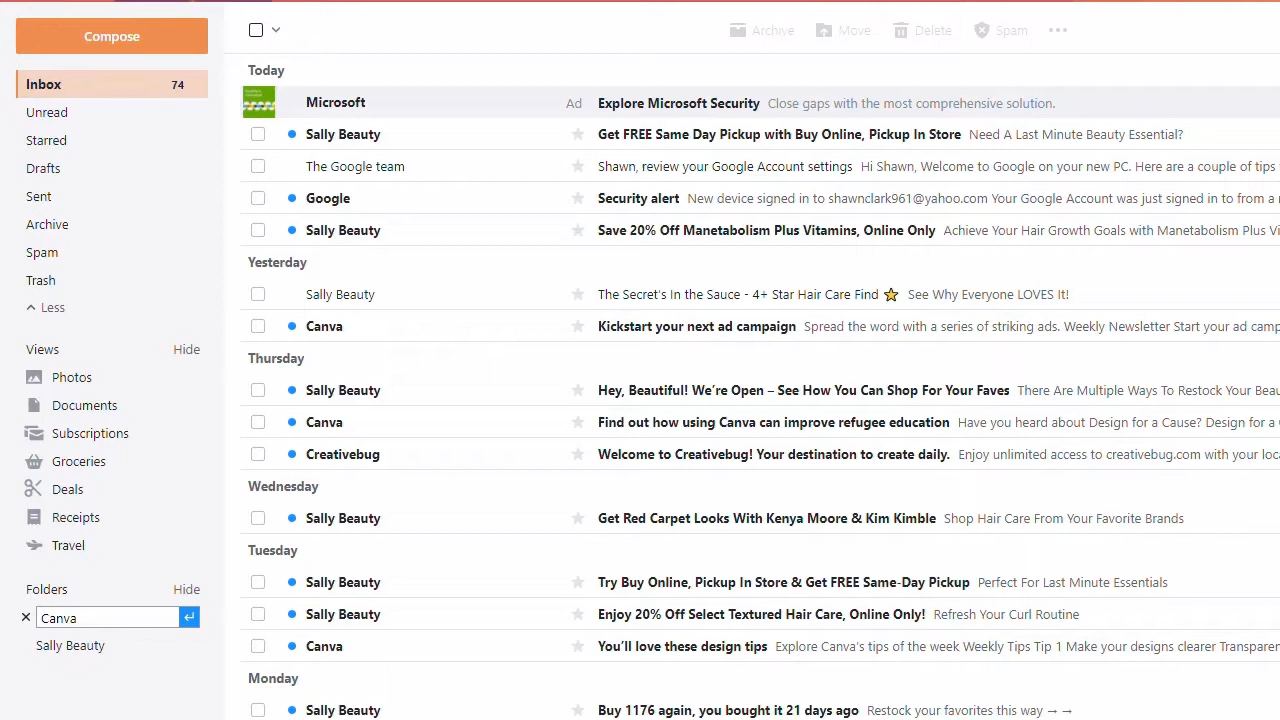 Compose
Inbox 74
Unread
Starred
Drafts
Sent
Archive
Spam
Trash
Less
Views Hide
Photos
Documents
Subscriptions
Groceries
Deals
Receipts
Travel
Folders Hide
Canva
Sally Beauty
Archive Move Delete Spam
Today
Microsoft Ad Explore Microsoft Security Close gaps with the most comprehensive solution.
Sally Beauty Get FREE Same Day Pickup with Buy Online, Pickup In Store Need A Last Minute Beauty Essential?
The Google team Shawn, review your Google Account settings Hi Shawn, Welcome to Google on your new PC. Here are a couple of tips
Google Security alert New device signed in to shawnclark961@yahoo.com Your Google Account was just signed in to from a
Sally Beauty Save 20% Off Manetabolism Plus Vitamins, Online Only Achieve Your Hair Growth Goals with Manetabolism Plus Vi
Yesterday
Sally Beauty The Secret's In the Sauce - 4+ Star Hair Care Find ⭐ See Why Everyone LOVES It!
Canva Kickstart your next ad campaign Spread the word with a series of striking ads. Weekly Newsletter Start your ad camp
Thursday
Sally Beauty Hey, Beautiful! We're Open – See How You Can Shop For Your Faves There Are Multiple Ways To Restock Your Beau
Canva Find out how using Canva can improve refugee education Have you heard about Design for a Cause? Design for a
Creativebug Welcome to Creativebug! Your destination to create daily. Enjoy unlimited access to creativebug.com with your loca
Wednesday
Sally Beauty Get Red Carpet Looks With Kenya Moore & Kim Kimble Shop Hair Care From Your Favorite Brands
Tuesday
Sally Beauty Try Buy Online, Pickup In Store & Get FREE Same-Day Pickup Perfect For Last Minute Essentials
Sally Beauty Enjoy 20% Off Select Textured Hair Care, Online Only! Refresh Your Curl Routine
Canva You'll love these design tips Explore Canva's tips of the week Weekly Tips Tip 1 Make your designs clearer Transparen
Monday
Sally Beauty Buy 1176 again, you bought it 21 days ago Restock your favorites this way → →